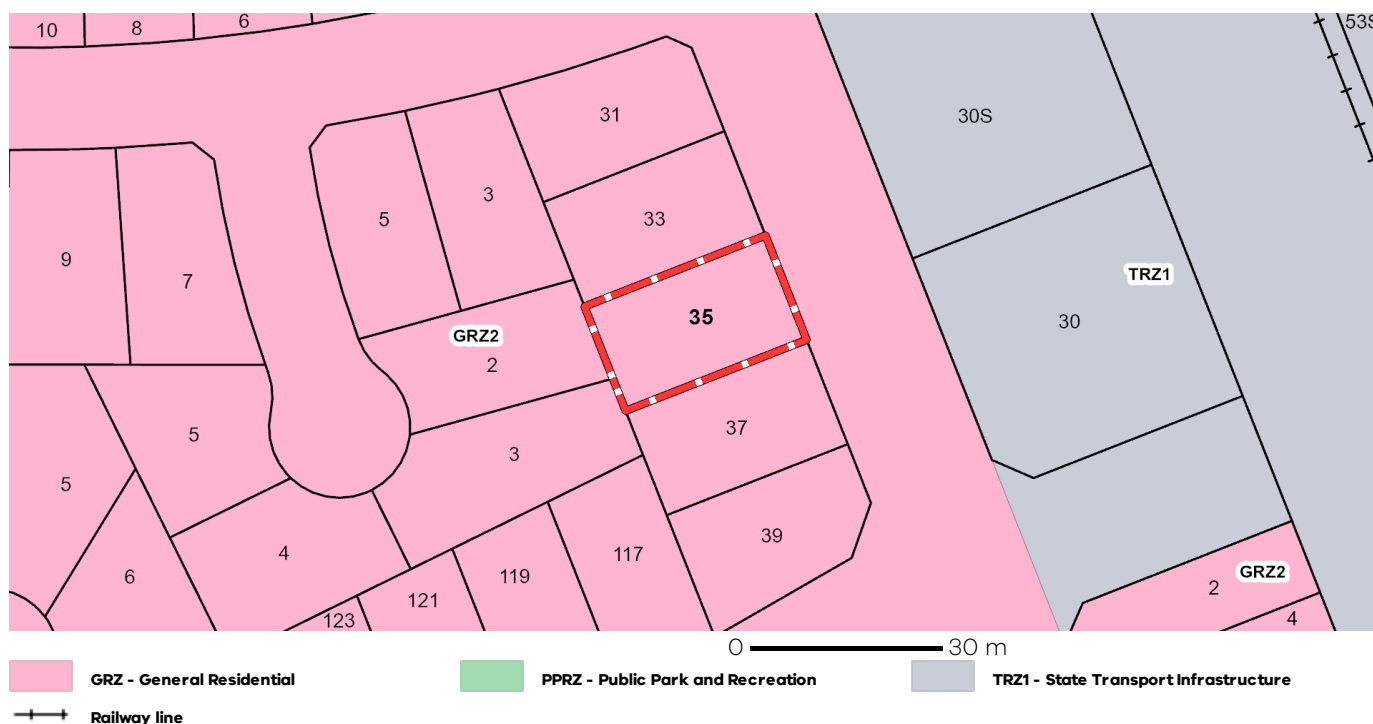 10
8
6
53S
31
30S
3
5
33
9
7
TRZ1
35
30
GRZ2
2
5
37
3
5
39
4
117
GRZ2
119
6
2
121
123
4
0 30 m
GRZ - General Residential
PPRZ - Public Park and Recreation
TRZ1 - State Transport Infrastructure
Railway line